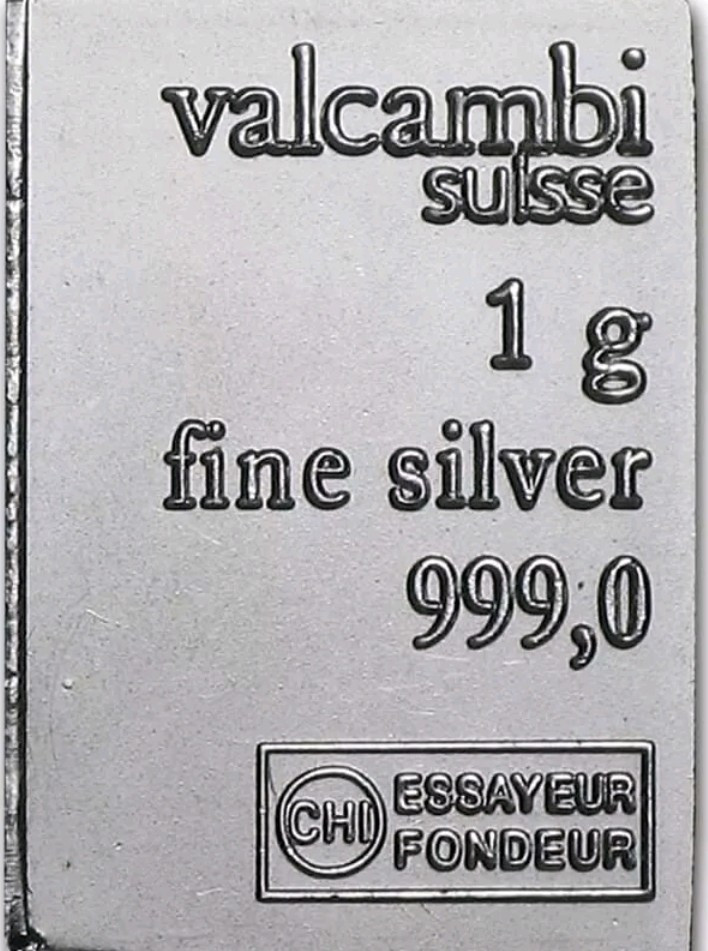 valcambi
suisse
1 g
fine silver
999,0
CHI ESSAYEUR
FONDEUR